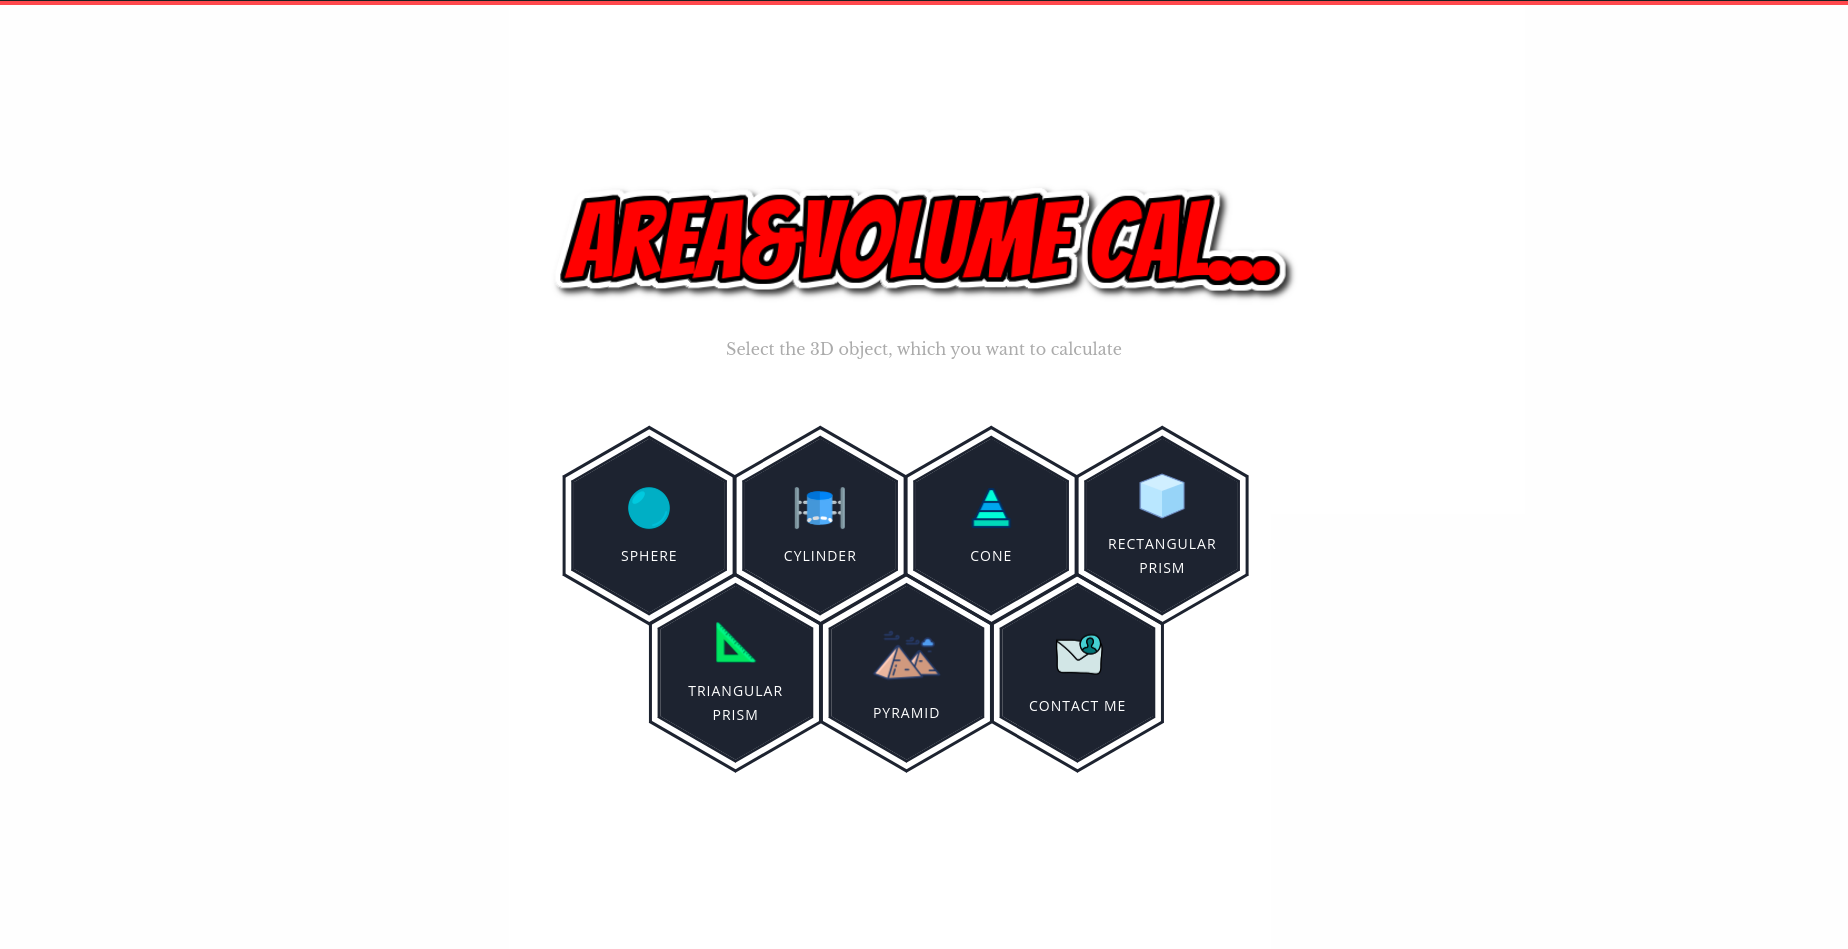 AREA&VOLUME CAL...
Select the 3D object, which you want to calculate
SPHERE
CYLINDER
CONE
RECTANGULAR
PRISM
TRIANGULAR
PRISM
PYRAMID
CONTACT ME